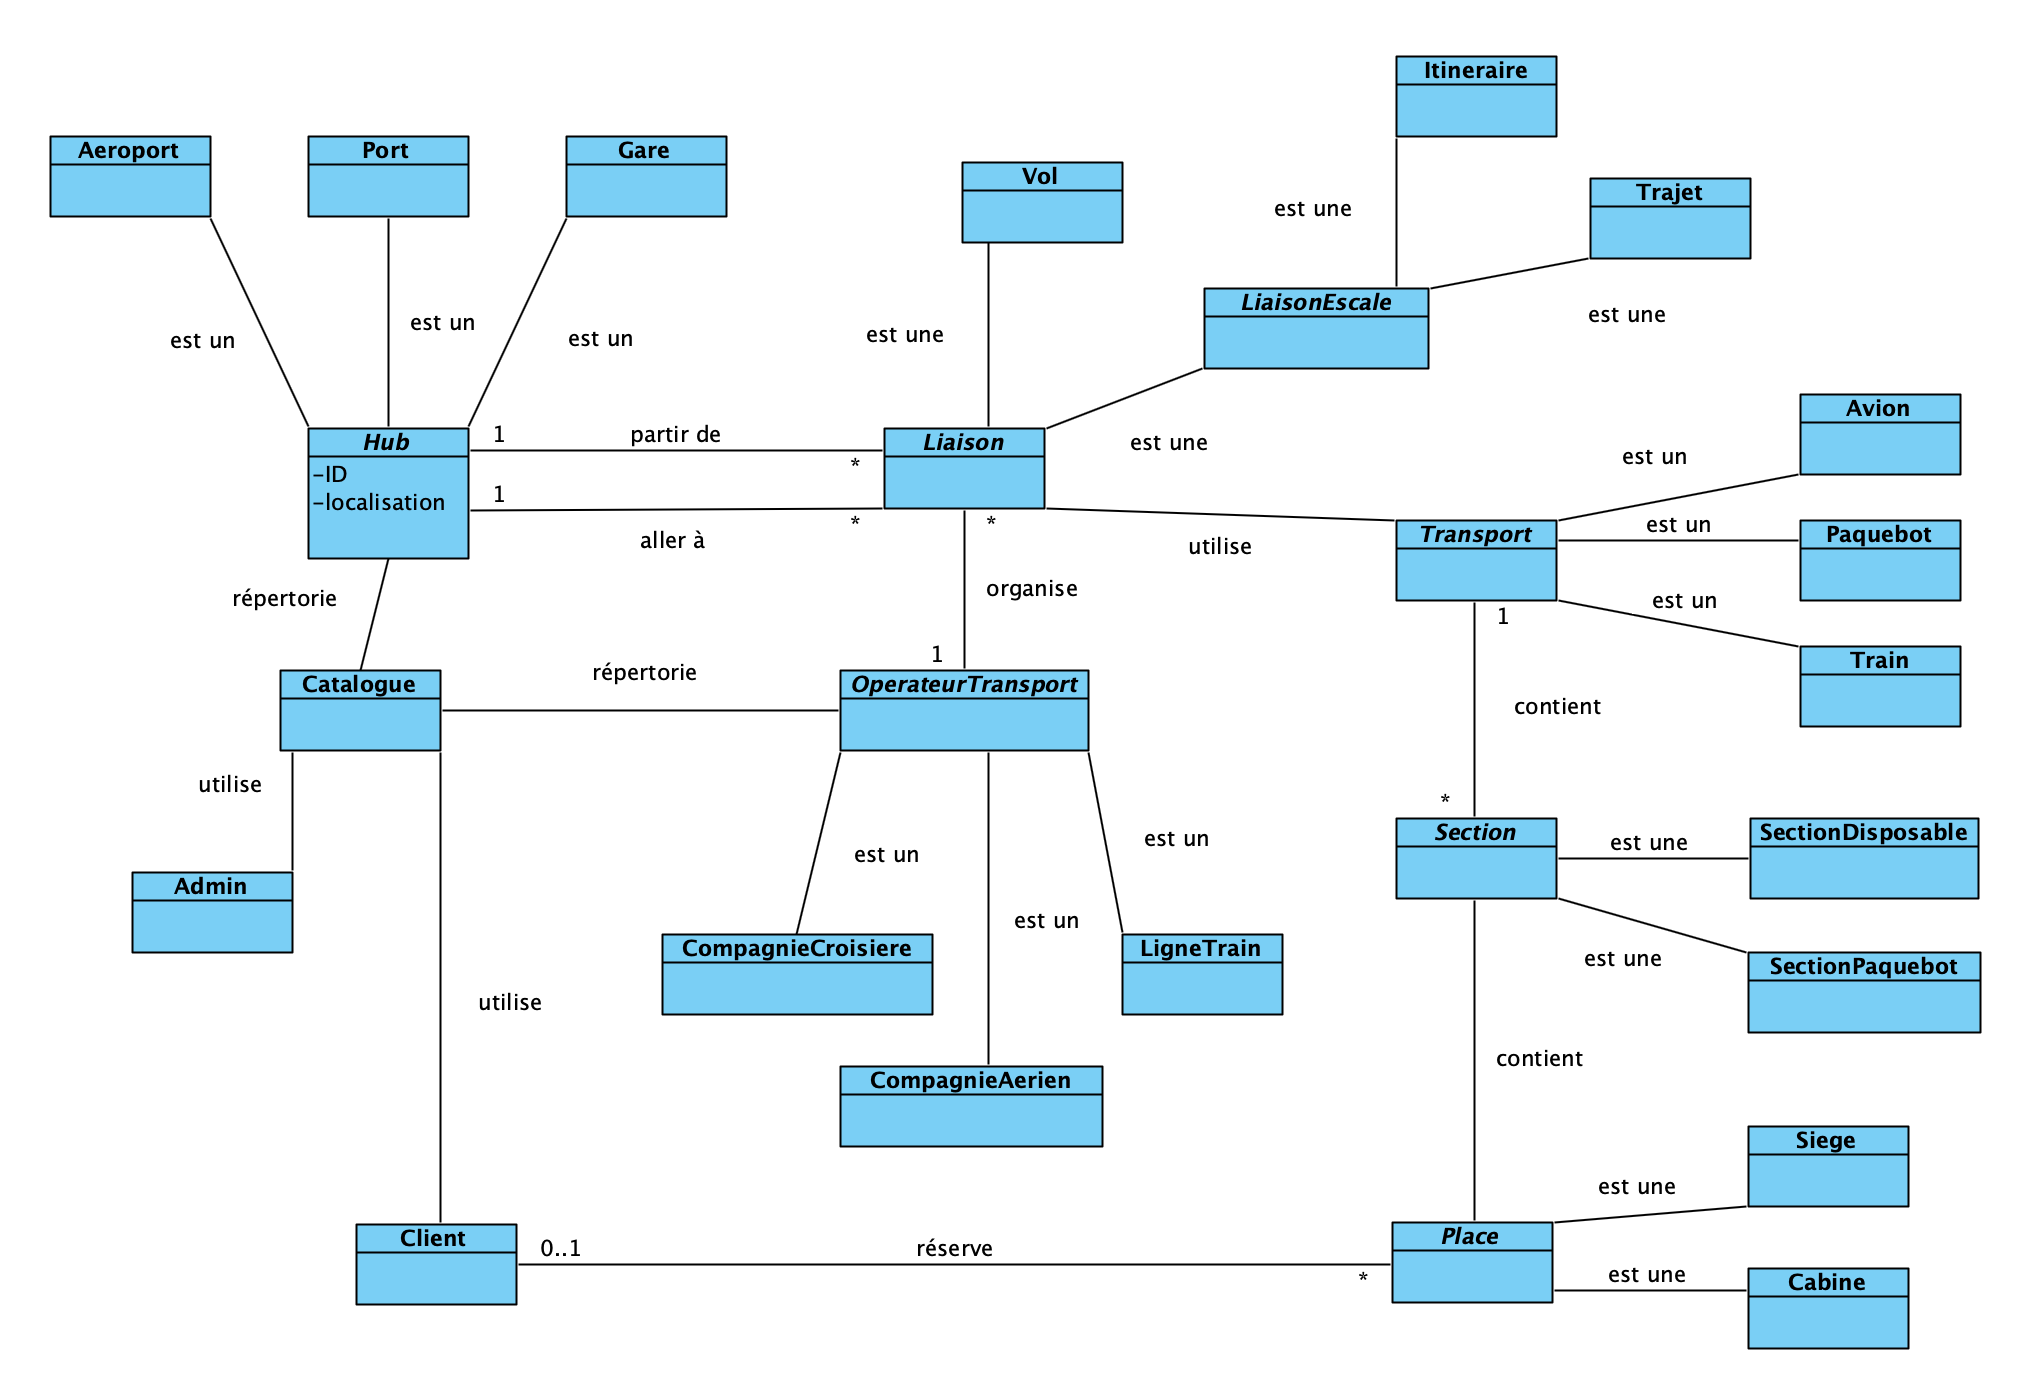 Itineraire
Aeroport
Port
Gare
Vol
Trajet
est une
LiaisonEscale
est un
est un
est un
est une
est une
Avion
Hub
-ID
-localisation
1
partir de
*
1
aller à
*
Liaison
*
est une
est un
utilise
Transport
est un
Paquebot
est un
1
Train
répertorie
organise
1
Catalogue
répertorie
OperateurTransport
contient
utilise
*
Section
est une
SectionDisposable
Admin
est un
est un
est un
est une
SectionPaquebot
CompagnieCroisiere
LigneTrain
utilise
contient
CompagnieAerien
Siege
est une
Client
0..1
réserve
*
Place
est une
Cabine